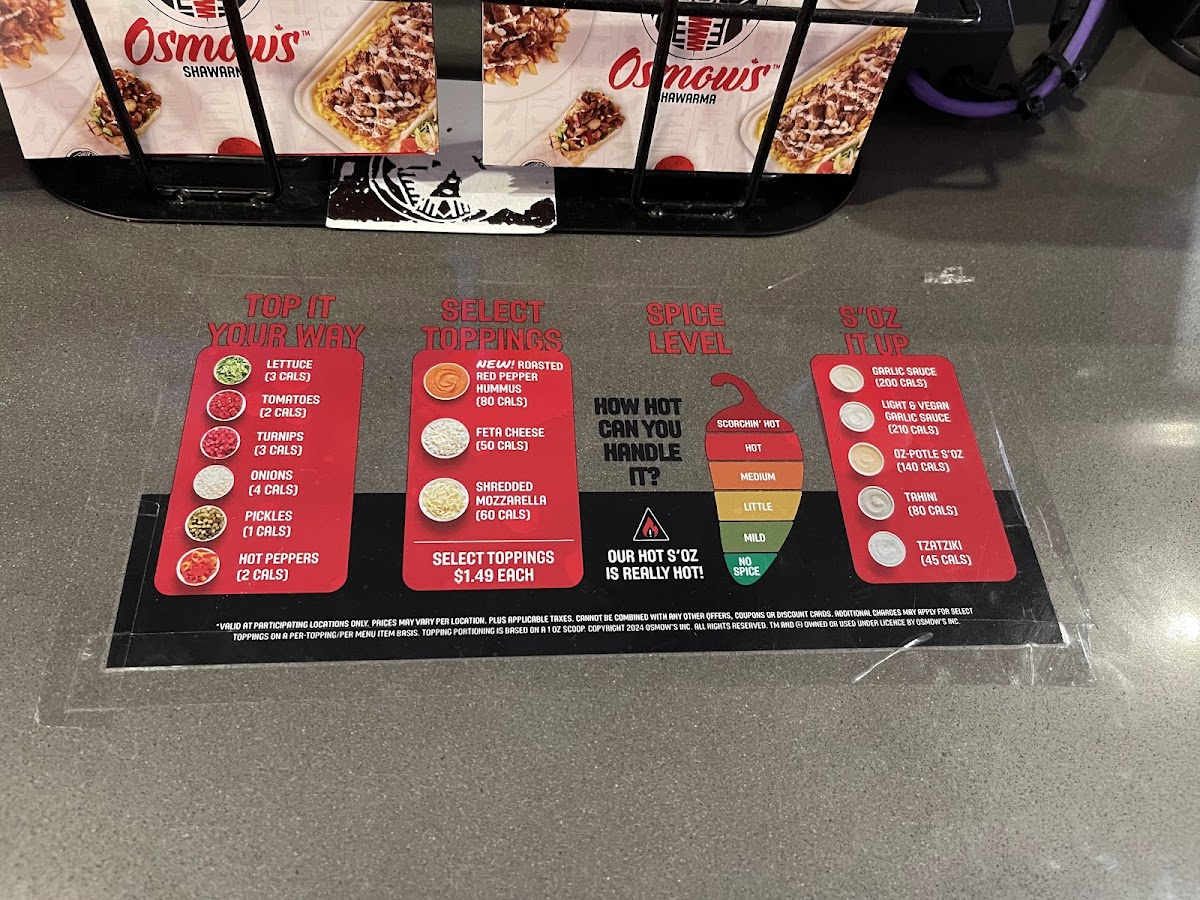 Osmow's™
SHAWARMA
Osmow's™
SHAWARMA
TOP IT
YOUR WAY
LETTUCE
(3 CALS)
TOMATOES
(2 CALS)
TURNIPS
(3 CALS)
ONIONS
(4 CALS)
PICKLES
(1 CALS)
HOT PEPPERS
(2 CALS)
SELECT
TOPPINGS
NEW! ROASTED
RED PEPPER
HUMMUS
(80 CALS)
FETA CHEESE
(50 CALS)
SHREDDED
MOZZARELLA
(60 CALS)
SELECT TOPPINGS
$1.49 EACH
SPICE
LEVEL
HOW HOT
CAN YOU
HANDLE
IT?
OUR HOT S'OZ
IS REALLY HOT!
SCORCHIN' HOT
HOT
MEDIUM
LITTLE
MILD
NO
SPICE
S'OZ
IT UP
GARLIC SAUCE
(200 CALS)
LIGHT & VEGAN
GARLIC SAUCE
(210 CALS)
OZ-POTLE S'OZ
(140 CALS)
TAHINI
(80 CALS)
TZATZIKI
(45 CALS)
*VALID AT PARTICIPATING LOCATIONS ONLY, PRICES MAY VARY PER LOCATION. PLUS APPLICABLE TAXES. CANNOT BE COMBINED WITH ANY OTHER OFFERS, COUPONS OR DISCOUNT CARDS. ADDITIONAL CHARGES MAY APPLY FOR SELECT
TOPPINGS ON A PER-TOPPING/PER MENU ITEM BASIS. TOPPING PORTIONING IS BASED ON A 1 OZ SCOOP. COPYRIGHT 2024 OSMOW'S INC. ALL RIGHTS RESERVED. TM AND ® OWNED OR USED UNDER LICENCE BY OSMOW'S INC.